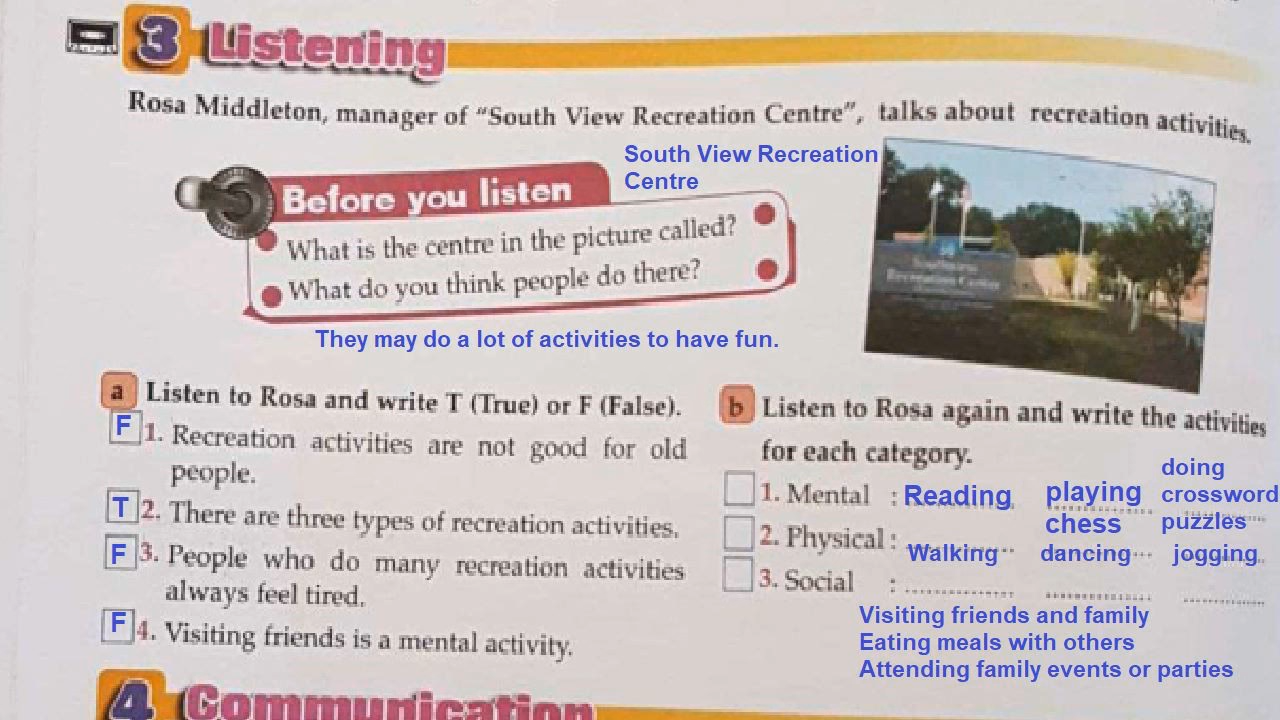 3 Listening
Rosa Middleton, manager of “South View Recreation Centre”, talks about recreation activities.
South View Recreation
Centre
Before you listen
What is the centre in the picture called?
What do you think people do there?
Recreation Center
They may do a lot of activities to have fun.
a Listen to Rosa and write T (True) or F (False).
F 1. Recreation activities are not good for old
people.
T 2. There are three types of recreation activities.
F 3. People who do many recreation activities
always feel tired.
F 4. Visiting friends is a mental activity.
b Listen to Rosa again and write the activities
for each category.
1. Mental : Reading playing chess doing crossword puzzles
2. Physical : Walking dancing jogging
3. Social :
Visiting friends and family
Eating meals with others
Attending family events or parties
4 Communication